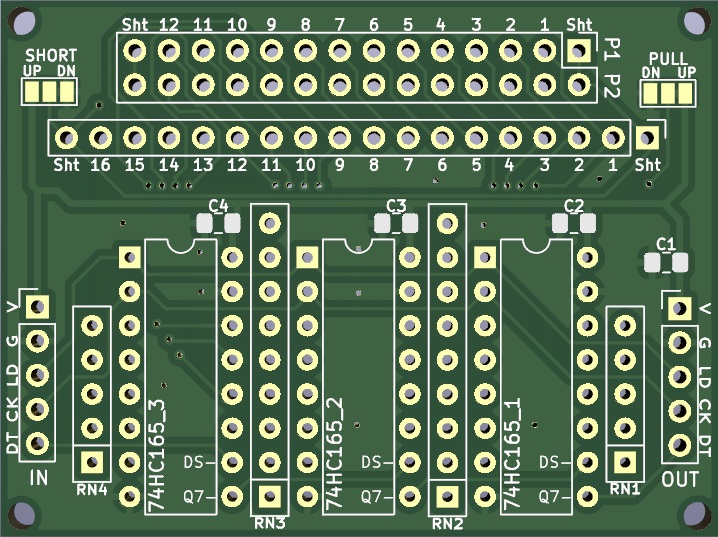 Sht 12 11 10 9 8 7 6 5 4 3 2 1 Sht
P1
P2
SHORT
UP DN
PULL
DN UP
Sht 16 15 14 13 12 11 10 9 8 7 6 5 4 3 2 1 Sht
C4
C3
C2
C1
V
G
LD
CK
DT
IN
RN4
74HC165_3
DS
Q7
RN3
74HC165_2
DS
Q7
RN2
74HC165_1
DS
Q7
RN1
V
G
LD
CK
DT
OUT